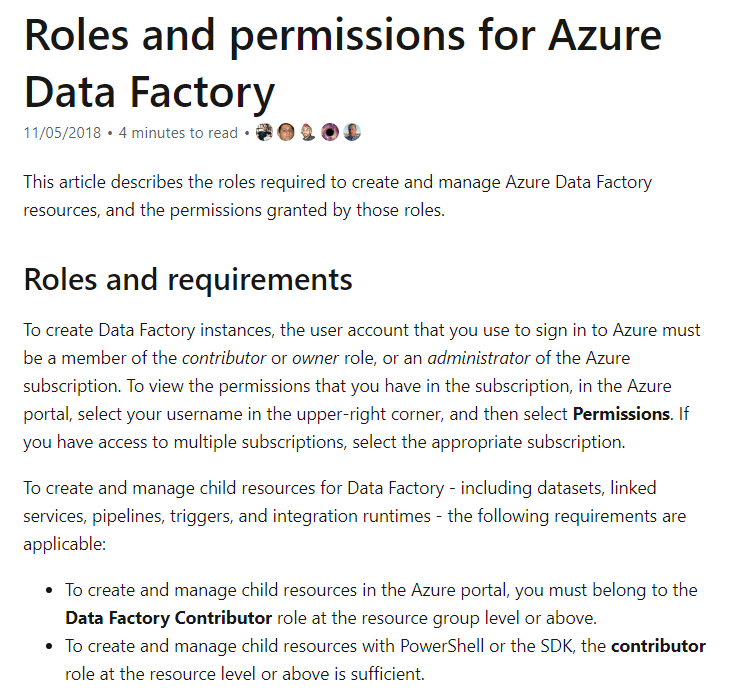 Roles and permissions for Azure
Data Factory
11/05/2018 • 4 minutes to read •
This article describes the roles required to create and manage Azure Data Factory
resources, and the permissions granted by those roles.
Roles and requirements
To create Data Factory instances, the user account that you use to sign in to Azure must
be a member of the contributor or owner role, or an administrator of the Azure
subscription. To view the permissions that you have in the subscription, in the Azure
portal, select your username in the upper-right corner, and then select Permissions. If
you have access to multiple subscriptions, select the appropriate subscription.
To create and manage child resources for Data Factory - including datasets, linked
services, pipelines, triggers, and integration runtimes - the following requirements are
applicable:
• To create and manage child resources in the Azure portal, you must belong to the
Data Factory Contributor role at the resource group level or above.
• To create and manage child resources with PowerShell or the SDK, the contributor
role at the resource level or above is sufficient.